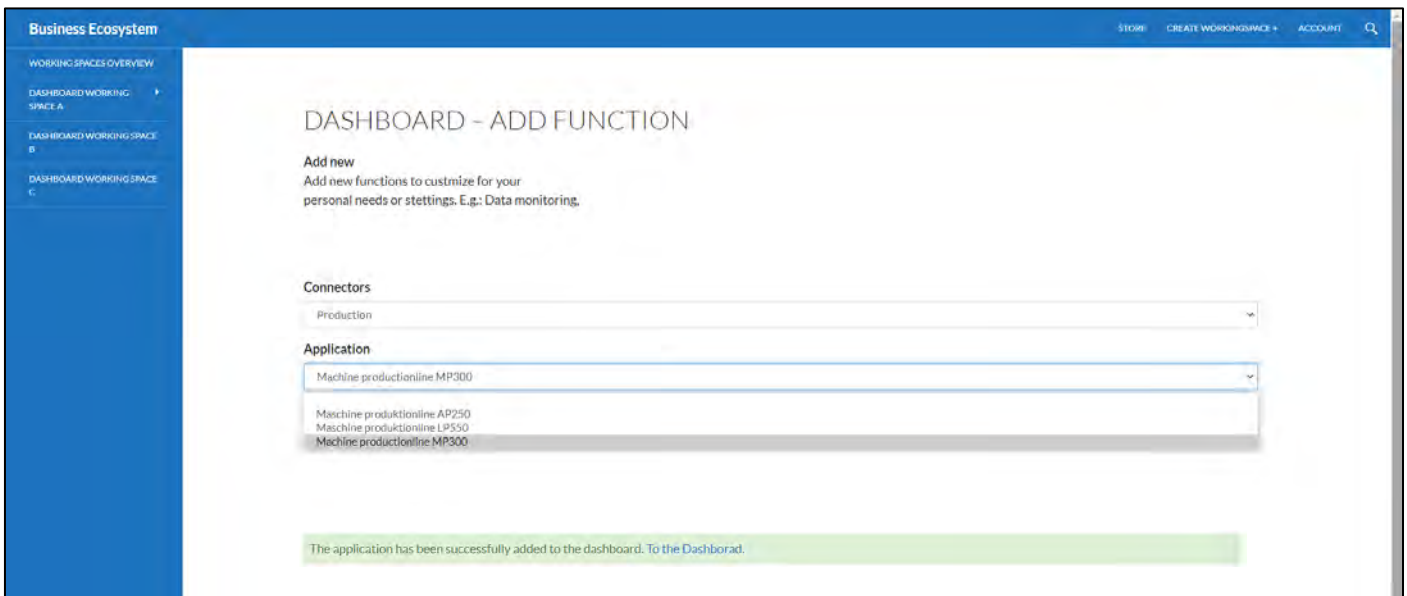 Business Ecosystem
STORE CREATE WORKINGSPACE + ACCOUNT
WORKING SPACES OVERVIEW
DASHBOARD WORKING
SPACE A
DASHBOARD WORKING SPACE
B
DASHBOARD WORKING SPACE
C
DASHBOARD – ADD FUNCTION
Add new
Add new functions to custmize for your
personal needs or stettings. E.g.: Data monitoring,
Connectors
Production
Application
Machine productionline MP300
Maschine produktionline AP250
Maschine produktionline LP550
Machine productionline MP300
The application has been successfully added to the dashboard. To the Dashborad.